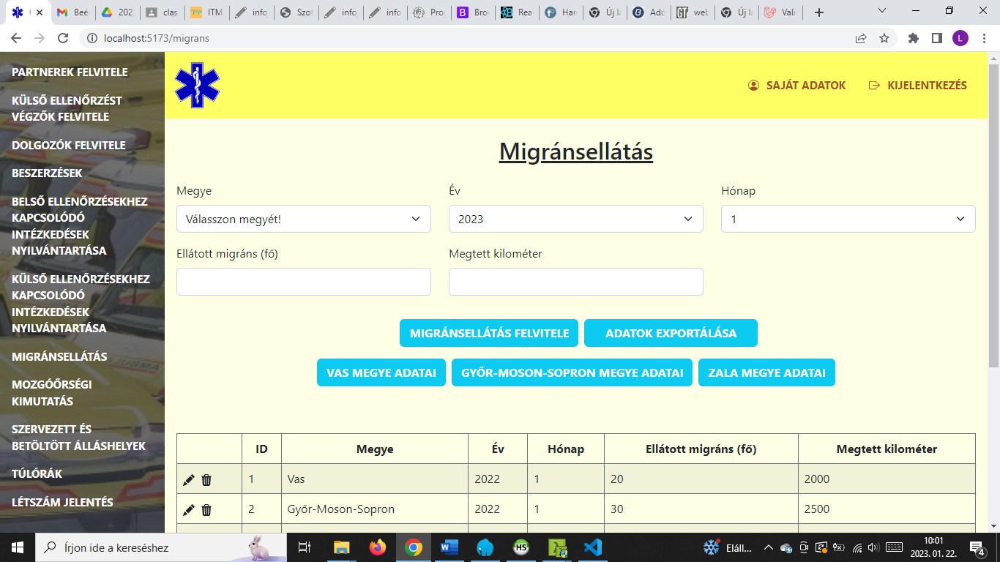 Beér
202
clas
ITM
info
Szof
info
info
Pro
Bro
Rea
Har
Új la
Adó
web
Új la
Vali
localhost:5173/migrans
L
PARTNEREK FELVITELE
KÜLSŐ ELLENŐRZÉST
VÉGZŐK FELVITELE
DOLGOZÓK FELVITELE
BESZERZÉSEK
BELSŐ ELLENŐRZÉSEKHEZ
KAPCSOLÓDÓ
INTÉZKEDÉSEK
NYILVÁNTARTÁSA
KÜLSŐ ELLENŐRZÉSEKHEZ
KAPCSOLÓDÓ
INTÉZKEDÉSEK
NYILVÁNTARTÁSA
MIGRÁNSELLÁTÁS
MOZGÓŐRSÉGI
KIMUTATÁS
SZERVEZETT ÉS
BETÖLTÖTT ÁLLÁSHELYEK
TÚLÓRÁK
LÉTSZÁM JELENTÉS
SAJÁT ADATOK KIJELENTKEZÉS
Migránsellátás
Megye Év Hónap
Válasszon megyét! 2023 1
Ellátott migráns (fő) Megtett kilométer
MIGRÁNSELLÁTÁS FELVITELE ADATOK EXPORTÁLÁSA
VAS MEGYE ADATAI GYŐR-MOSON-SOPRON MEGYE ADATAI ZALA MEGYE ADATAI
ID Megye Év Hónap Ellátott migráns (fő) Megtett kilométer
1 Vas 2022 1 20 2000
2 Győr-Moson-Sopron 2022 1 30 2500
Írjon ide a kereséshez
HS
Eláll...
10:01
2023. 01. 22.
4